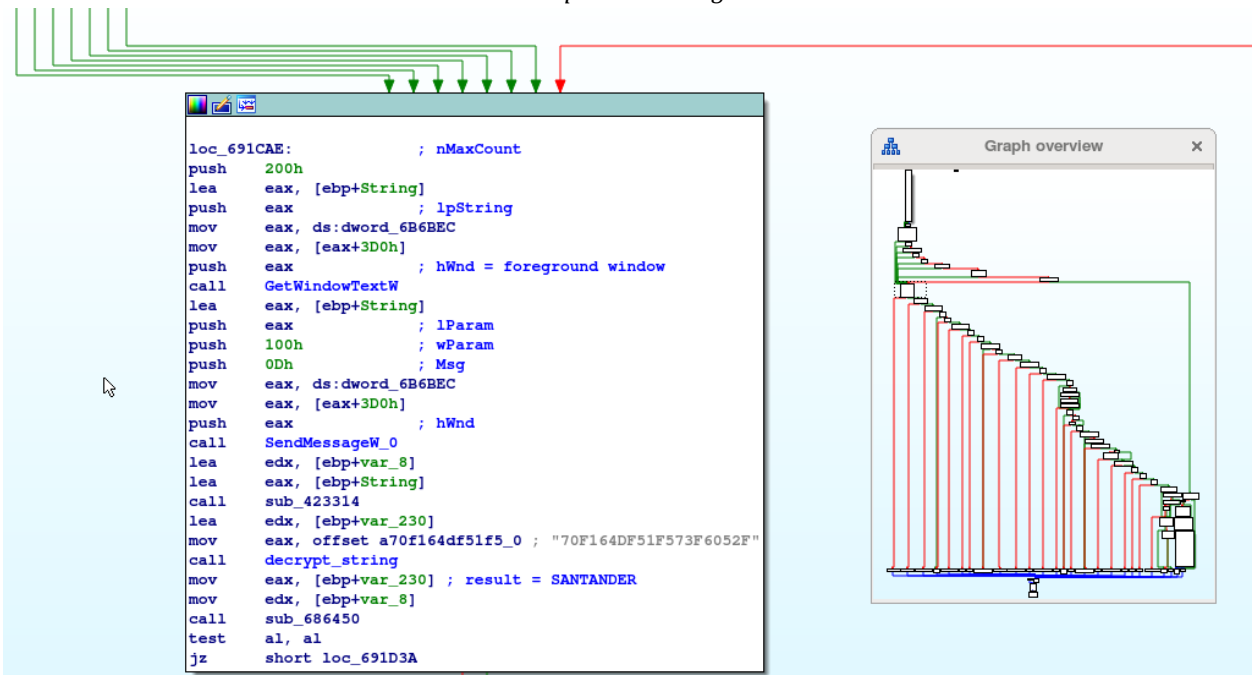 loc_691CAE: ; nMaxCount
push 200h
lea eax, [ebp+String]
push eax ; lpString
mov eax, ds:dword_6B6BEC
mov eax, [eax+3D0h]
push eax ; hWnd = foreground window
call GetWindowTextW
lea eax, [ebp+String]
push eax ; lParam
push 100h ; wParam
push 0Dh ; Msg
mov eax, ds:dword_6B6BEC
mov eax, [eax+3D0h]
push eax ; hWnd
call SendMessageW_0
lea edx, [ebp+var_8]
lea eax, [ebp+String]
call sub_423314
lea edx, [ebp+var_230]
mov eax, offset a70f164df51f5_0 ; "70F164DF51F573F6052F"
call decrypt_string
mov eax, [ebp+var_230] ; result = SANTANDER
mov edx, [ebp+var_8]
call sub_686450
test al, al
jz short loc_691D3A
Graph overview